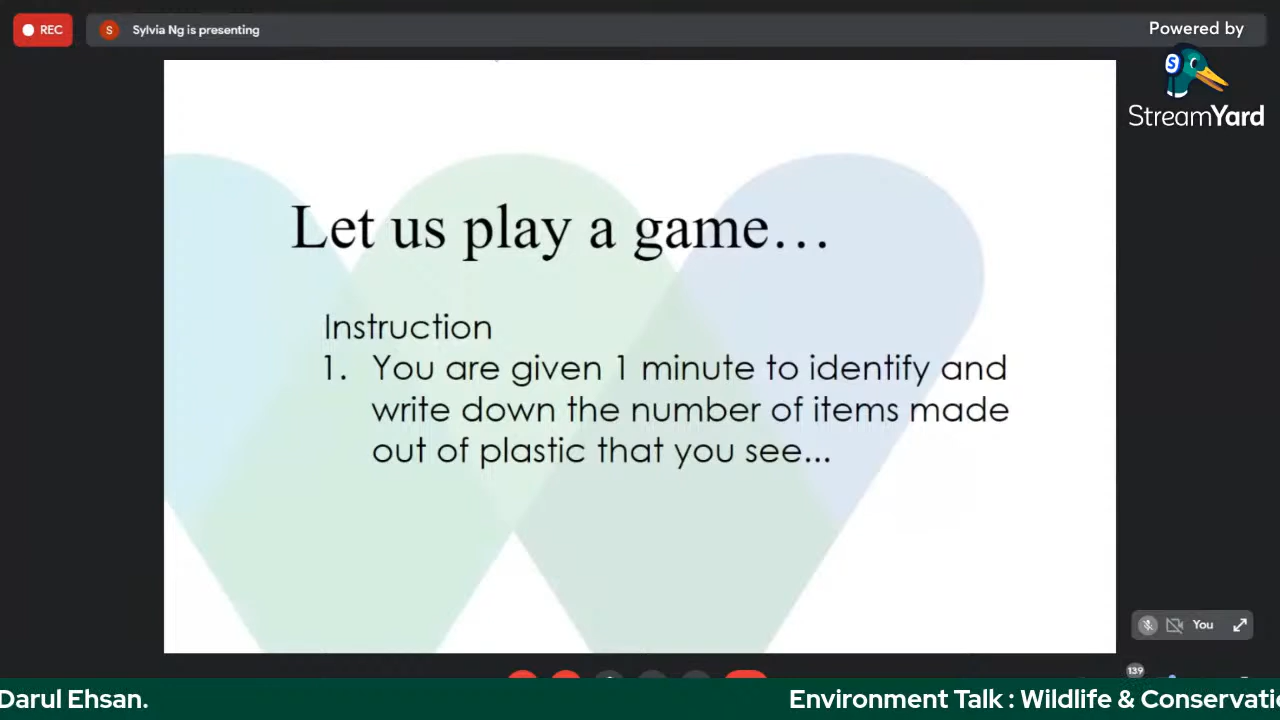 REC
S
Sylvia Ng is presenting
Powered by
S
StreamYard
Let us play a game…
Instruction
1. You are given 1 minute to identify and
write down the number of items made
out of plastic that you see...
You
139
Darul Ehsan.
Environment Talk : Wildlife & Conservati